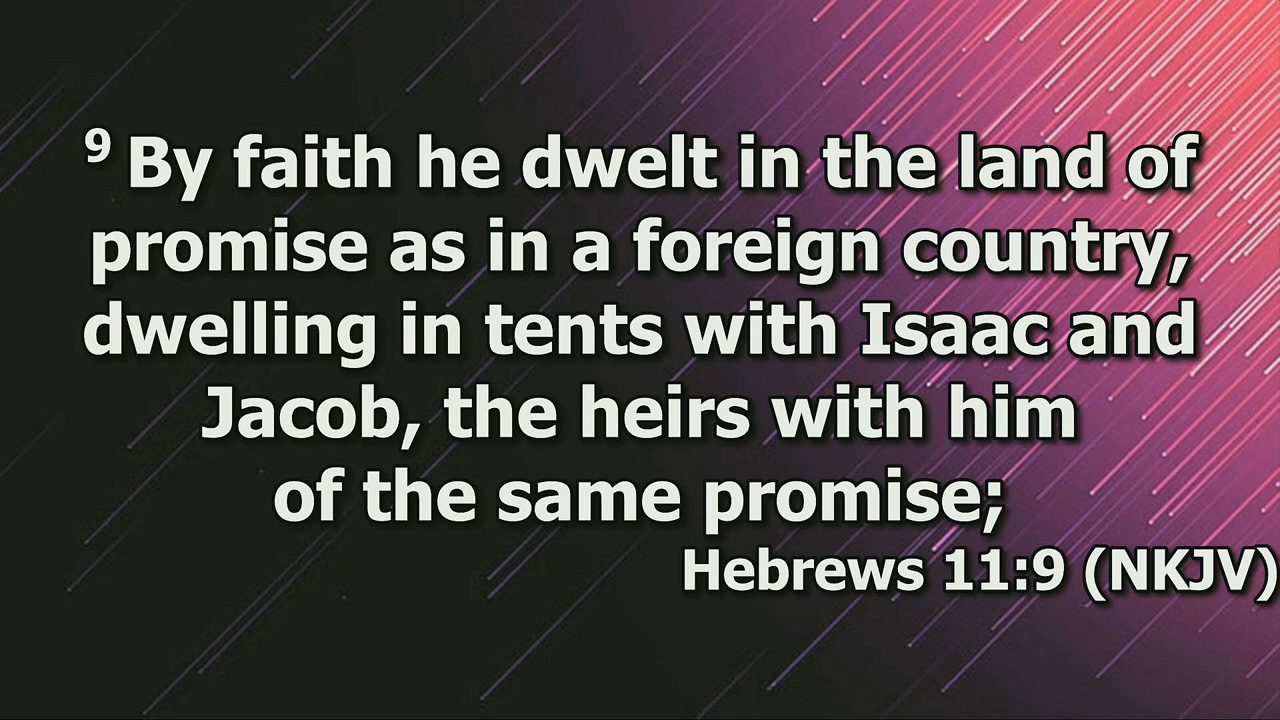 9 By faith he dwelt in the land of
promise as in a foreign country,
dwelling in tents with Isaac and
Jacob, the heirs with him
of the same promise;
Hebrews 11:9 (NKJV)